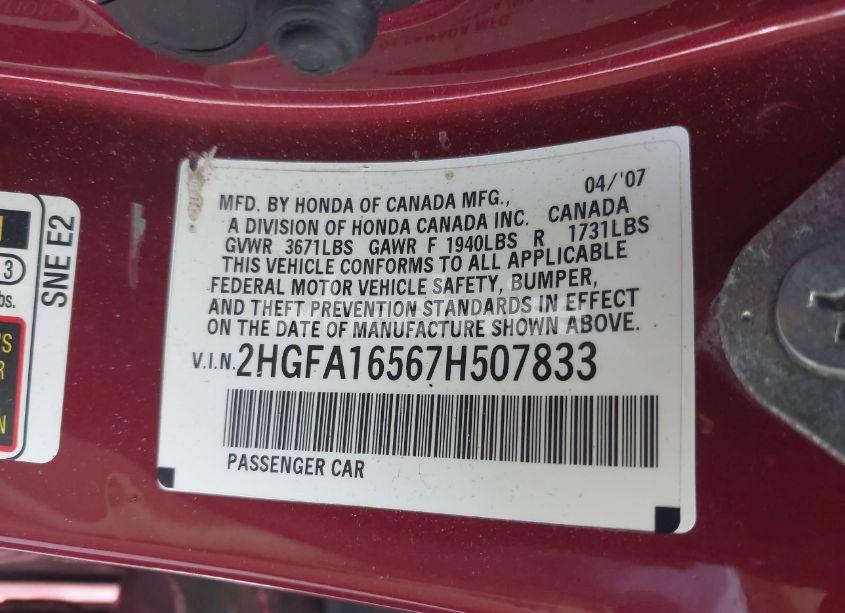 MFD. BY HONDA OF CANADA MFG., 04/'07
A DIVISION OF HONDA CANADA INC. CANADA
GVWR 3671LBS GAWR F 1940LBS R 1731LBS
THIS VEHICLE CONFORMS TO ALL APPLICABLE
FEDERAL MOTOR VEHICLE SAFETY, BUMPER,
AND THEFT PREVENTION STANDARDS IN EFFECT
ON THE DATE OF MANUFACTURE SHOWN ABOVE.
V.I.N. 2HGFA16567H507833
PASSENGER CAR
SNE E2
3
bs.
'S
R
N